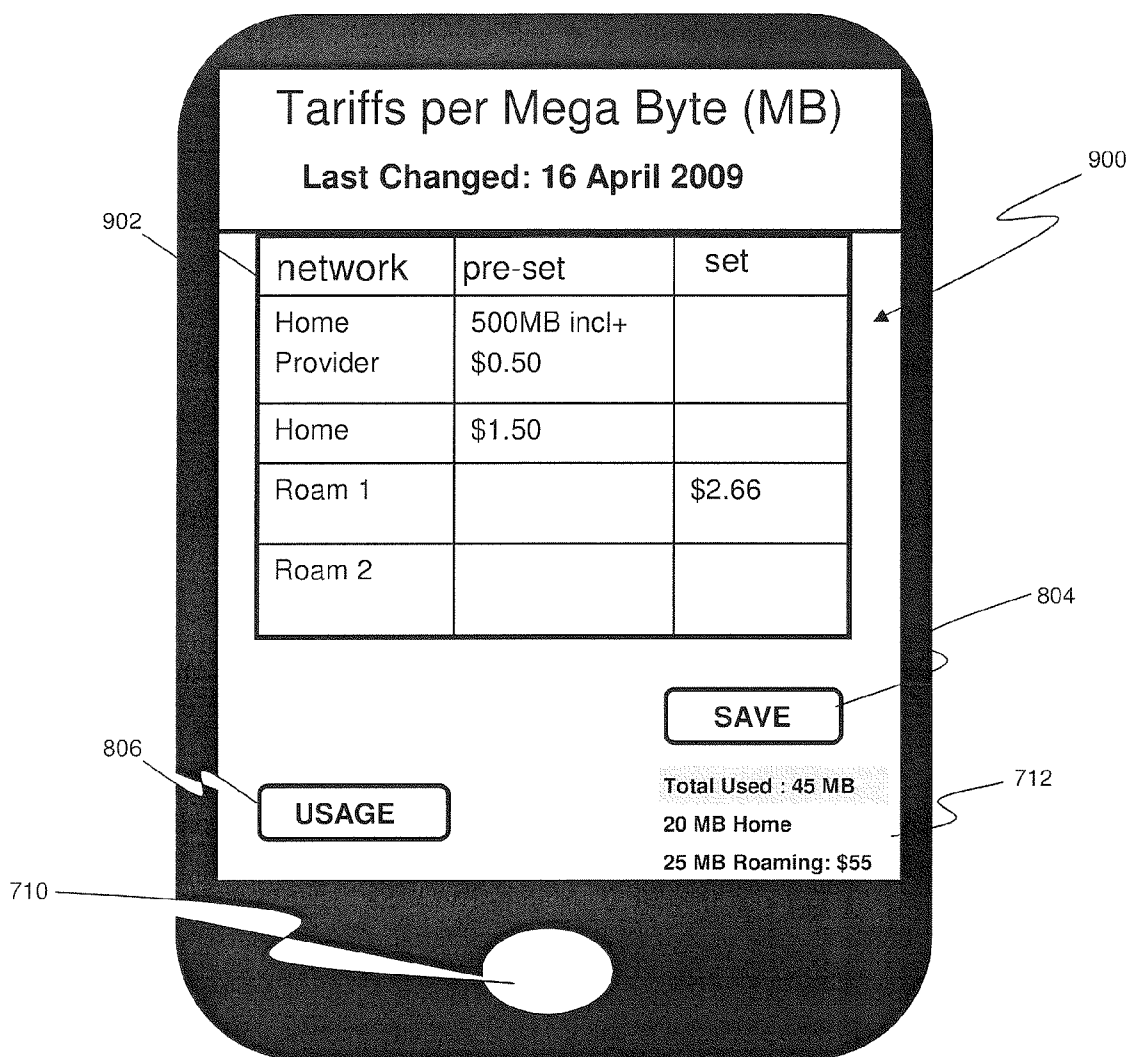 Tariffs per Mega Byte (MB)
Last Changed: 16 April 2009
900
902
network pre-set set
Home 500MB incl+
Provider $0.50
Home $1.50
Roam 1 $2.66
Roam 2
804
SAVE
806
Total Used : 45 MB
712
USAGE
20 MB Home
25 MB Roaming: $55
710